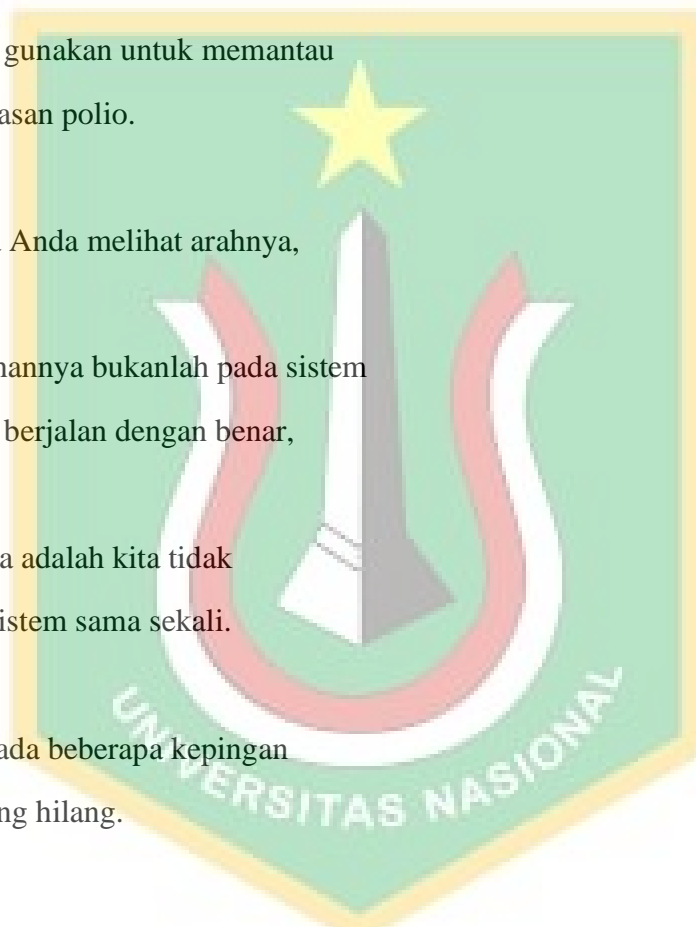 gunakan untuk memantau
asan polio.
Anda melihat arahnya,
nannya bukanlah pada sistem
berjalan dengan benar,
a adalah kita tidak
istem sama sekali.
ada beberapa kepingan
ng hilang.
UNIVERSITAS NASIONAL